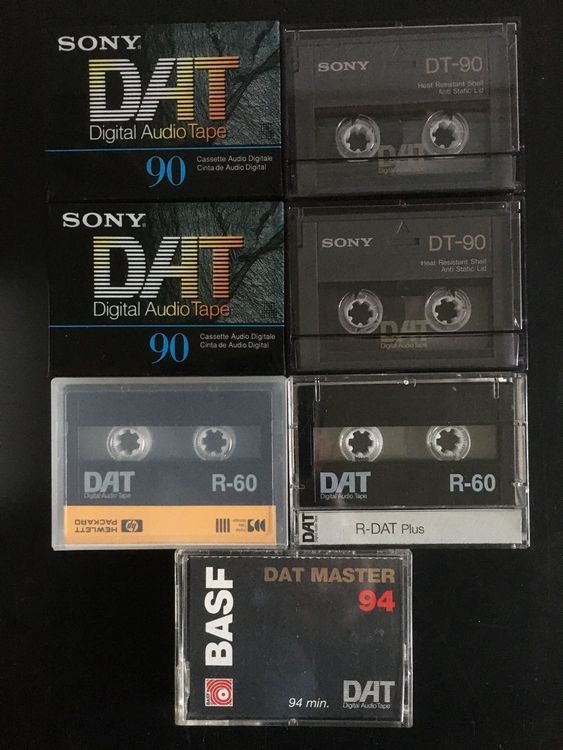 SONY
DAT
Digital Audio Tape
90
Cassette Audio Digitale
Cinta de Audio Digital
SONY
DT-90
Heat Resistant Shell
Anti Static Lid
DAT
SONY
DAT
Digital Audio Tape
90
Cassette Audio Digitale
Cinta de Audio Digital
SONY
DT-90
Heat Resistant Shell
Anti Static Lid
DAT
DAT
Digital Audio Tape
R-60
HEWLETT
PACKARD
hp
DAT
Digital Audio Tape
R-60
DAT
R-DAT Plus
BASF
DAT MASTER
94
BASF
94 min.
DAT
Digital Audio Tape